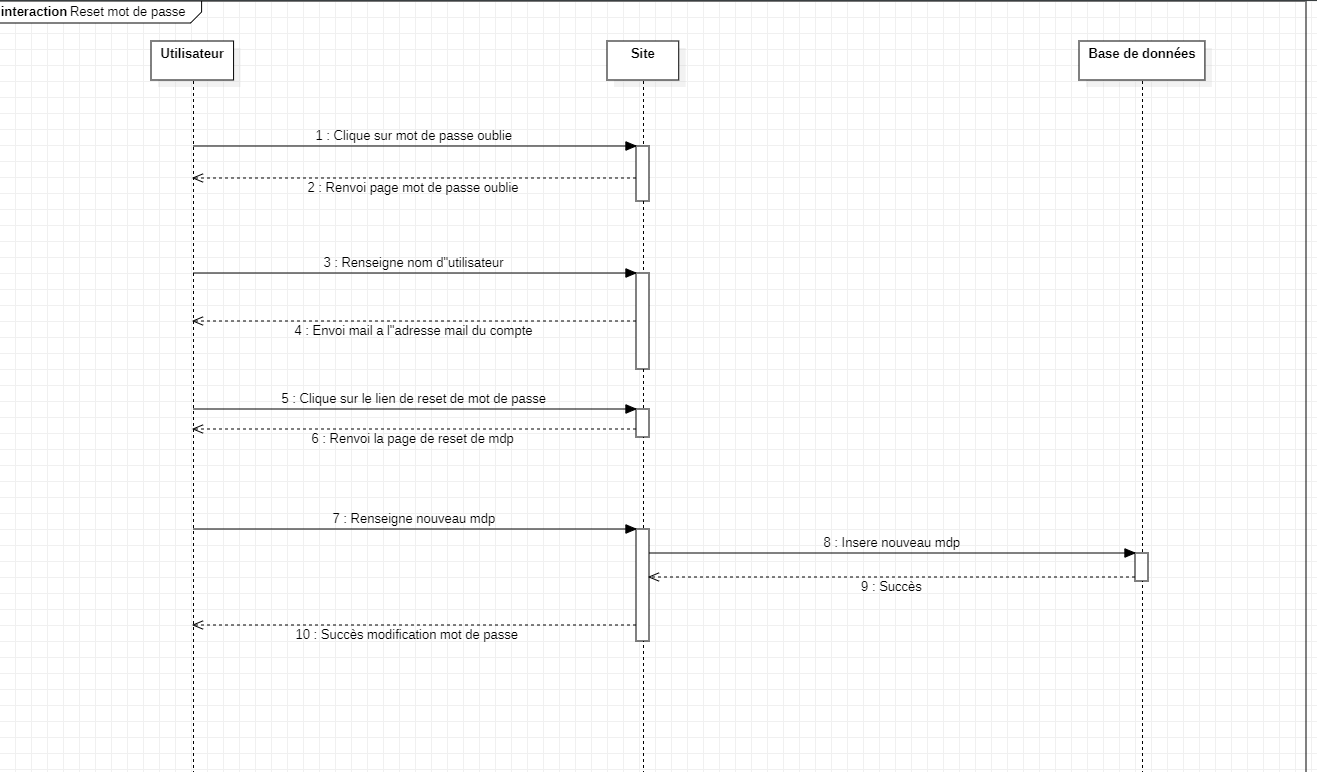 interaction Reset mot de passe
Utilisateur
Site
Base de données
1 : Clique sur mot de passe oublie
2 : Renvoi page mot de passe oublie
3 : Renseigne nom d''utilisateur
4 : Envoi mail a l''adresse mail du compte
5 : Clique sur le lien de reset de mot de passe
6 : Renvoi la page de reset de mdp
7 : Renseigne nouveau mdp
8 : Insere nouveau mdp
9 : Succès
10 : Succès modification mot de passe